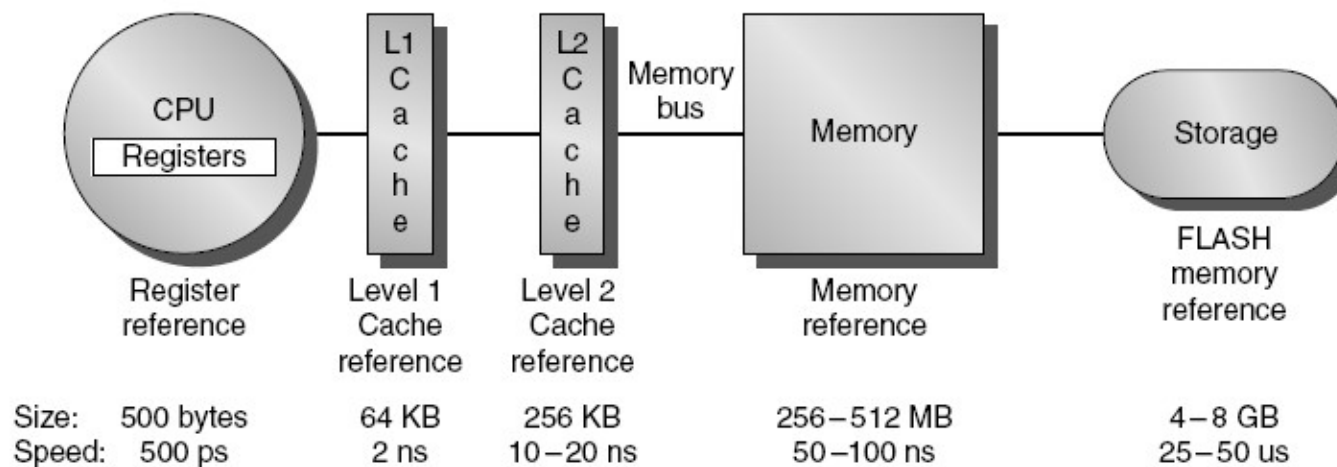 CPU
Registers
L1
C
a
c
h
e
L2
C
a
c
h
e
Memory
bus
Memory
Storage
Register
reference
Level 1
Cache
reference
Level 2
Cache
reference
Memory
reference
FLASH
memory
reference
Size: 500 bytes 64 KB 256 KB 256–512 MB 4–8 GB
Speed: 500 ps 2 ns 10–20 ns 50–100 ns 25–50 us